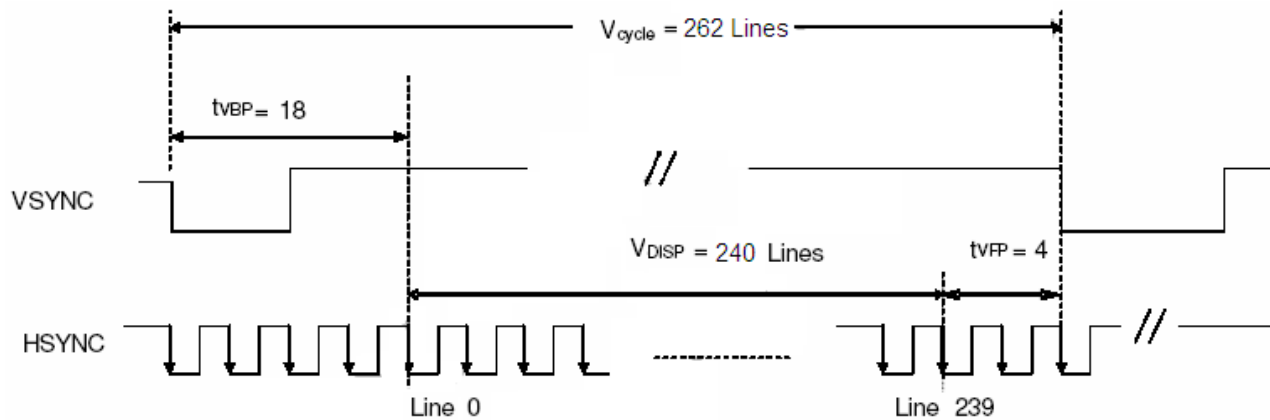 Vcycle = 262 Lines
tVBP = 18
VSYNC
VDISP = 240 Lines
tVFP = 4
HSYNC
Line 0
Line 239